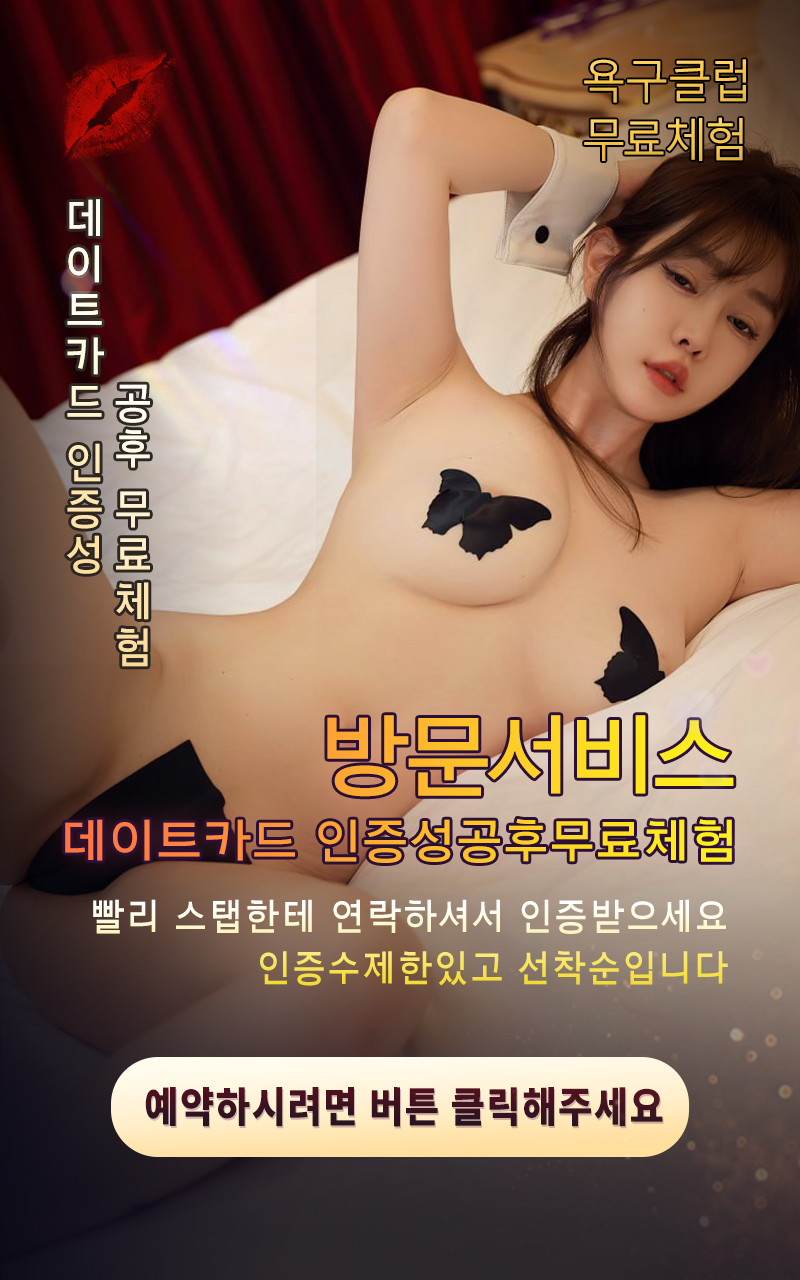 욕구클럽
무료체험
데이트카드 인증성
공후 무료체험
방문서비스
데이트카드 인증성공후무료체험
빨리 스탭한테 연락하셔서 인증받으세요
인증수제한있고 선착순입니다
예약하시려면 버튼 클릭해주세요